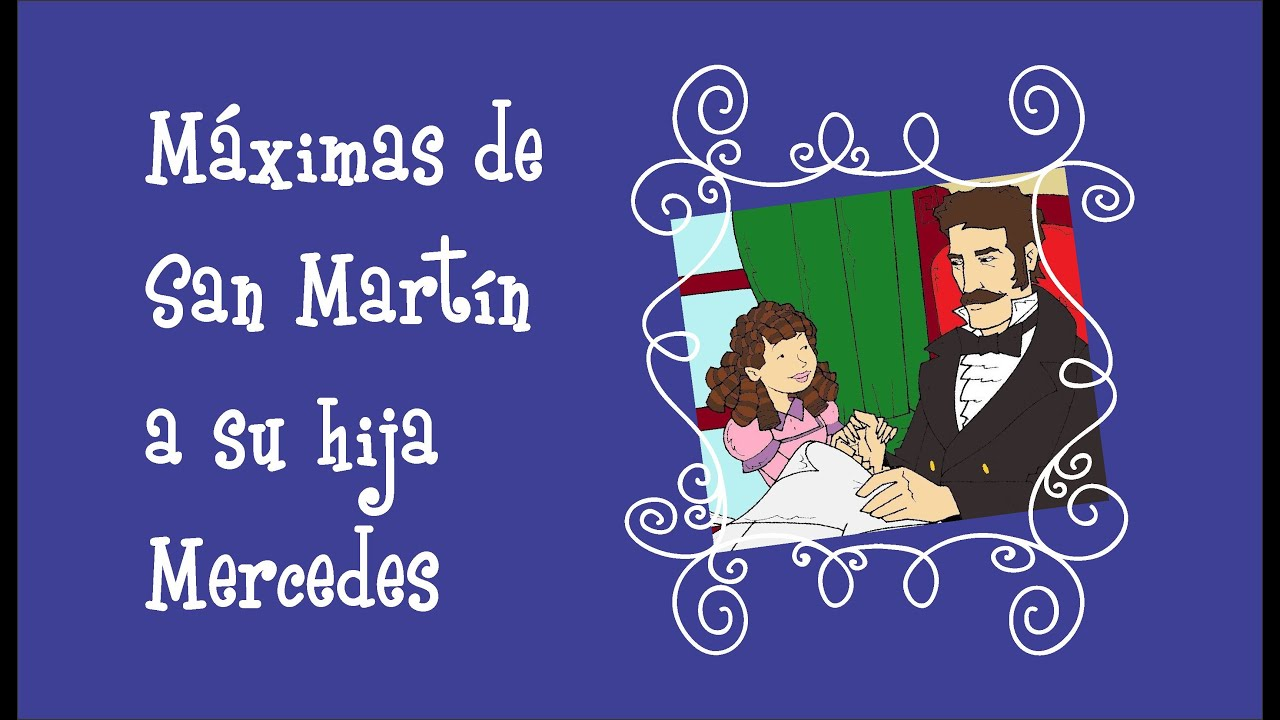 Máximas de
San Martín
a su hija
Mercedes